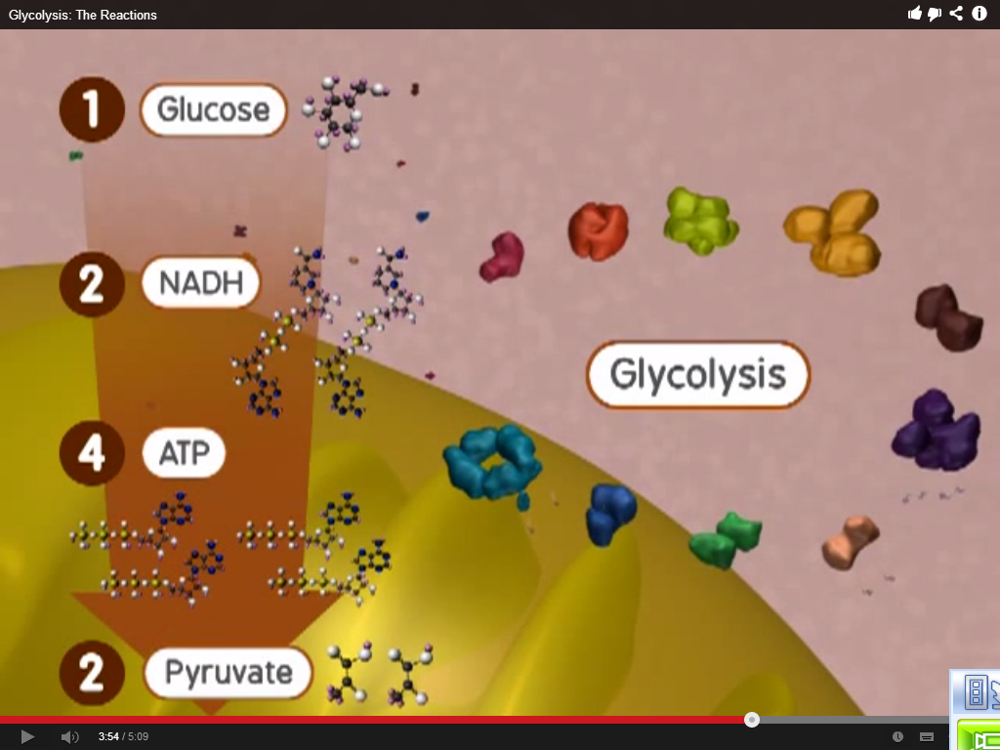 Glycolysis: The Reactions
1 Glucose
2 NADH
Glycolysis
4 ATP
2 Pyruvate
3:54 / 5:09